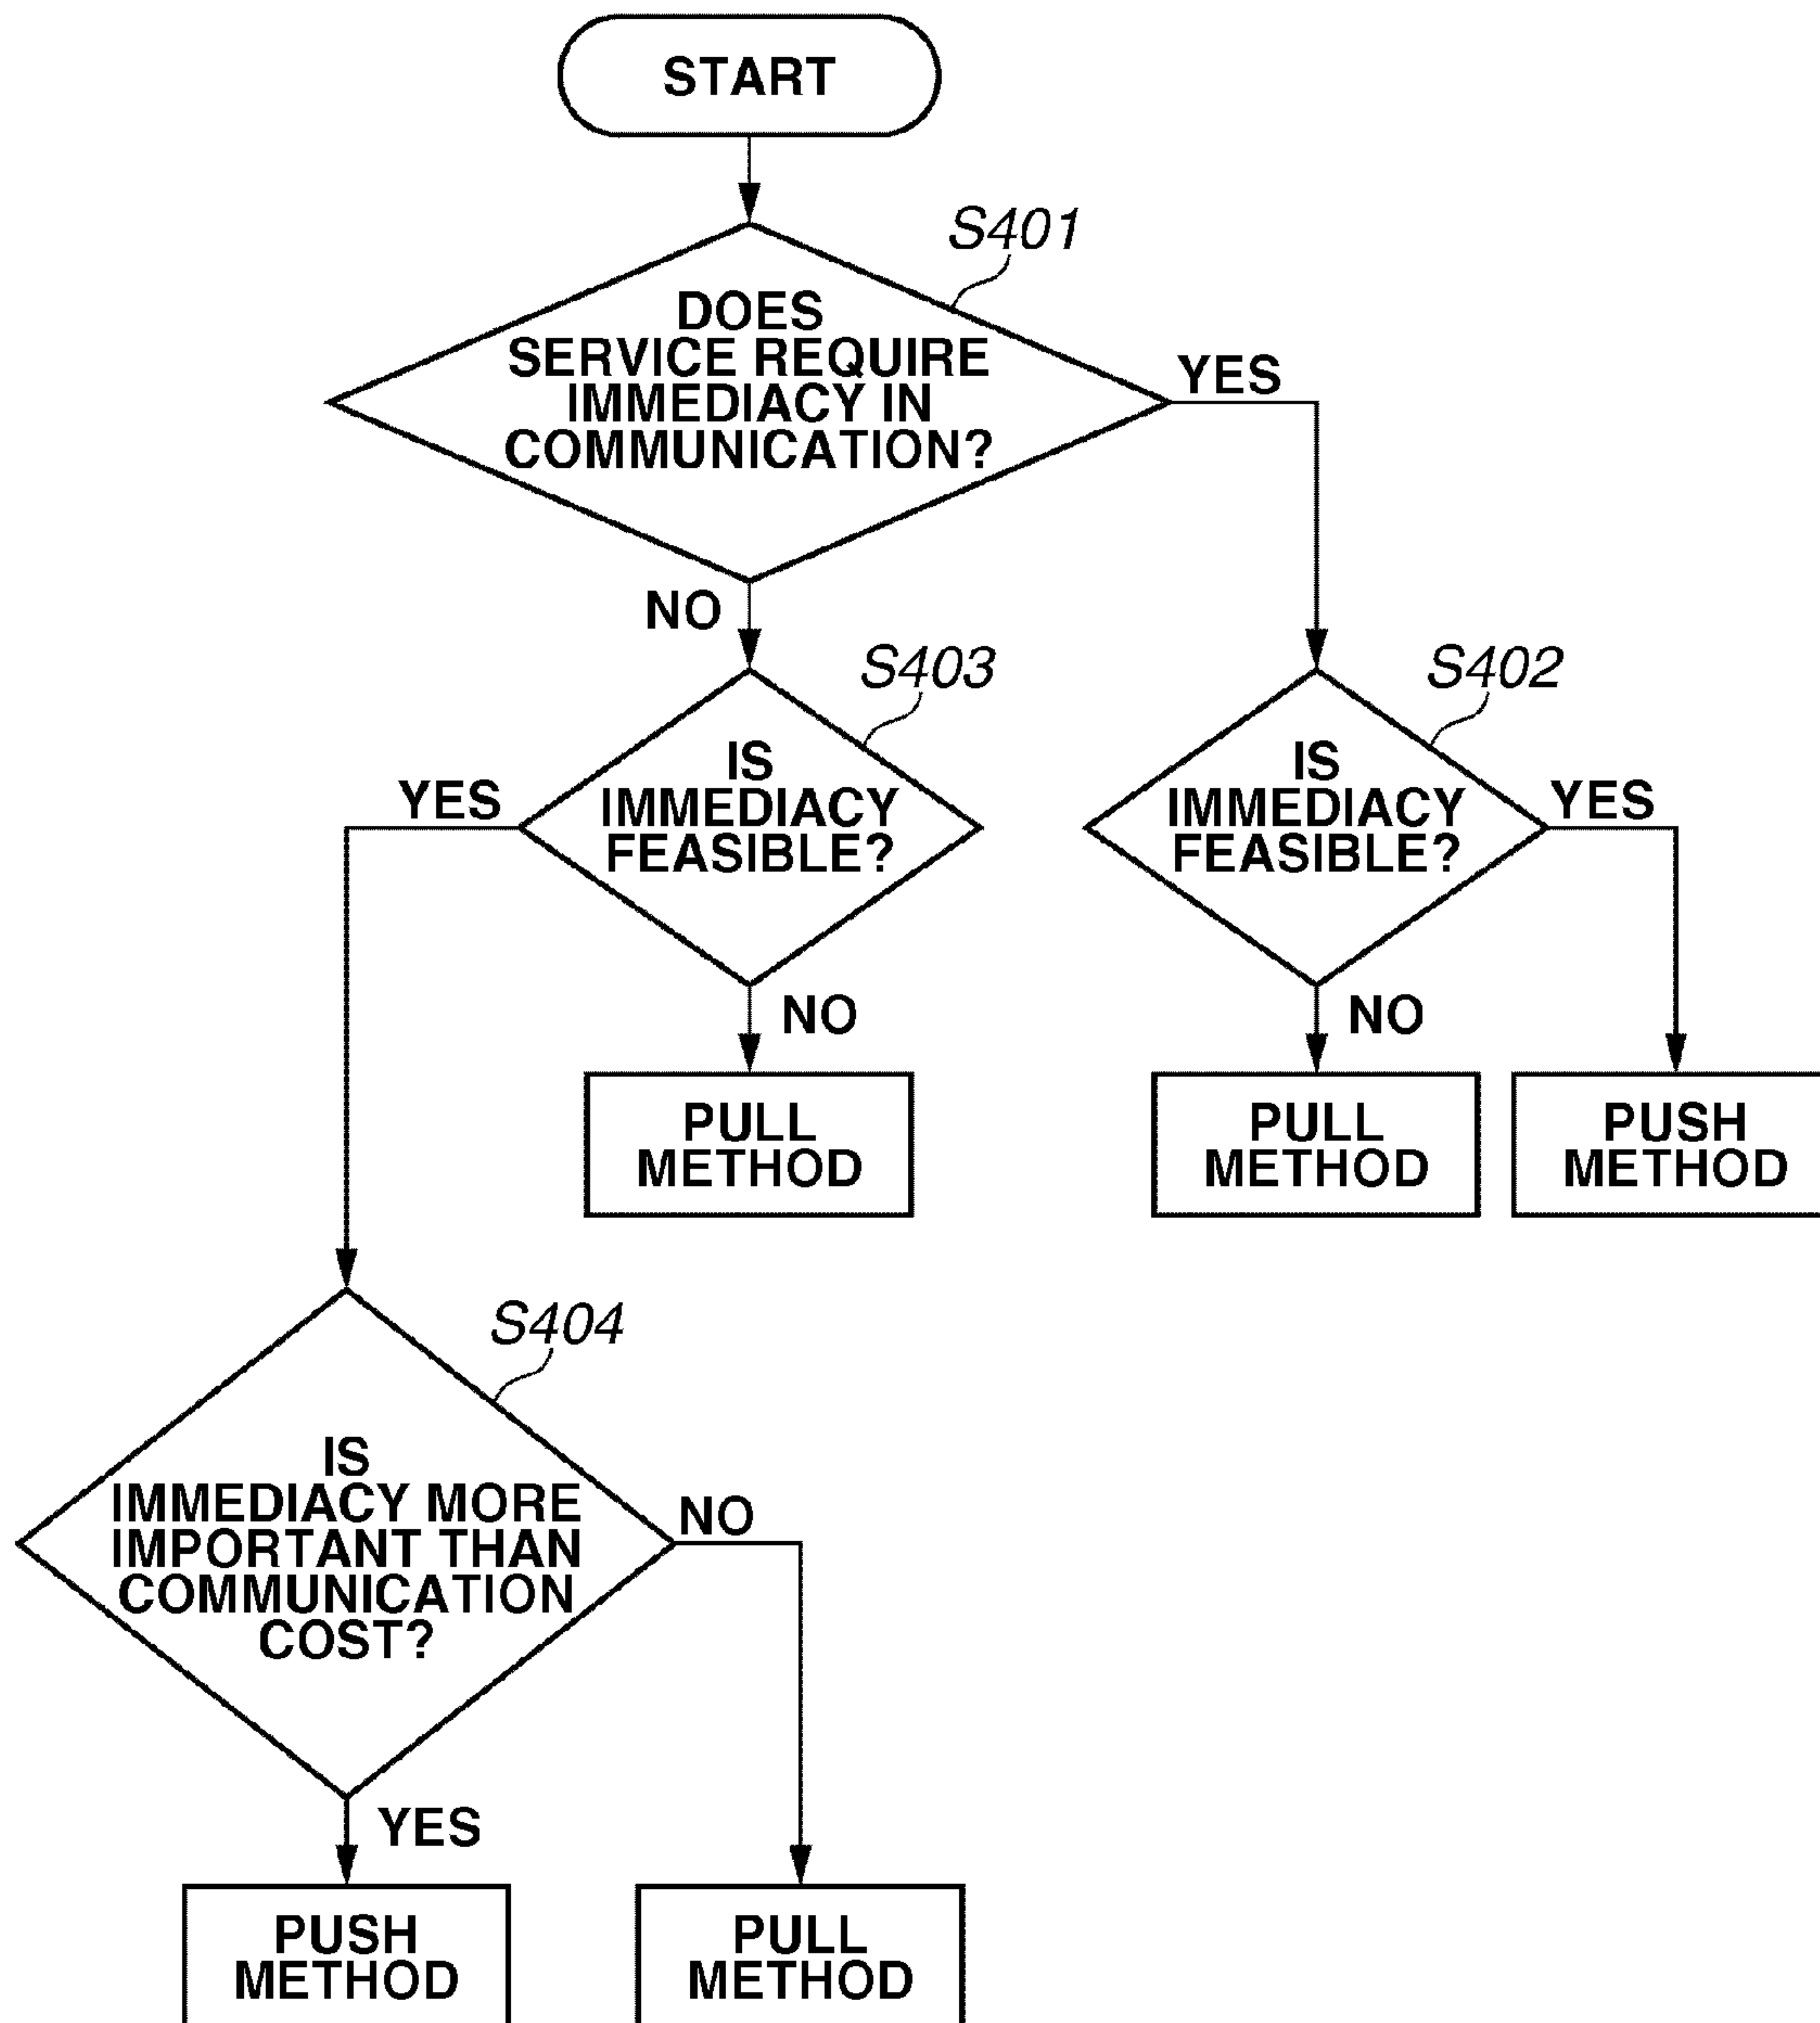 START
S401
DOES
SERVICE REQUIRE
IMMEDIACY IN
COMMUNICATION?
YES
NO
S403
S402
IS
IMMEDIACY
FEASIBLE?
YES
IS
IMMEDIACY
FEASIBLE?
YES
NO
NO
PULL
METHOD
PULL
METHOD
PUSH
METHOD
S404
IS
IMMEDIACY MORE
IMPORTANT THAN
COMMUNICATION
COST?
NO
YES
PUSH
METHOD
PULL
METHOD